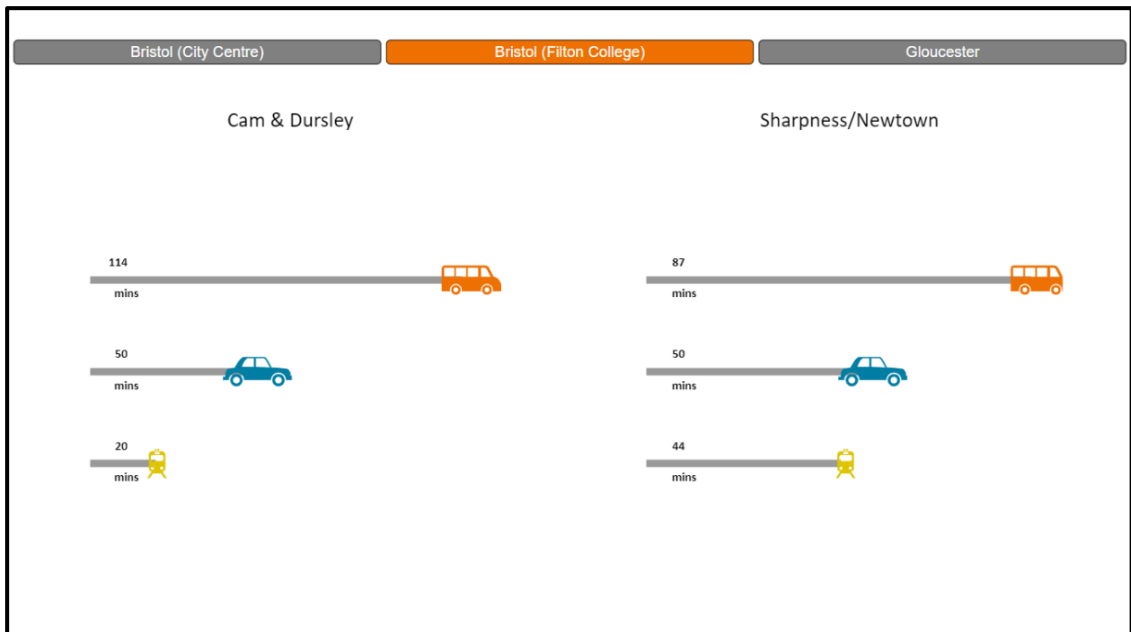 Bristol (City Centre)
Bristol (Filton College)
Gloucester
Cam & Dursley
114
mins
50
mins
20
mins
Sharpness/Newtown
87
mins
50
mins
44
mins